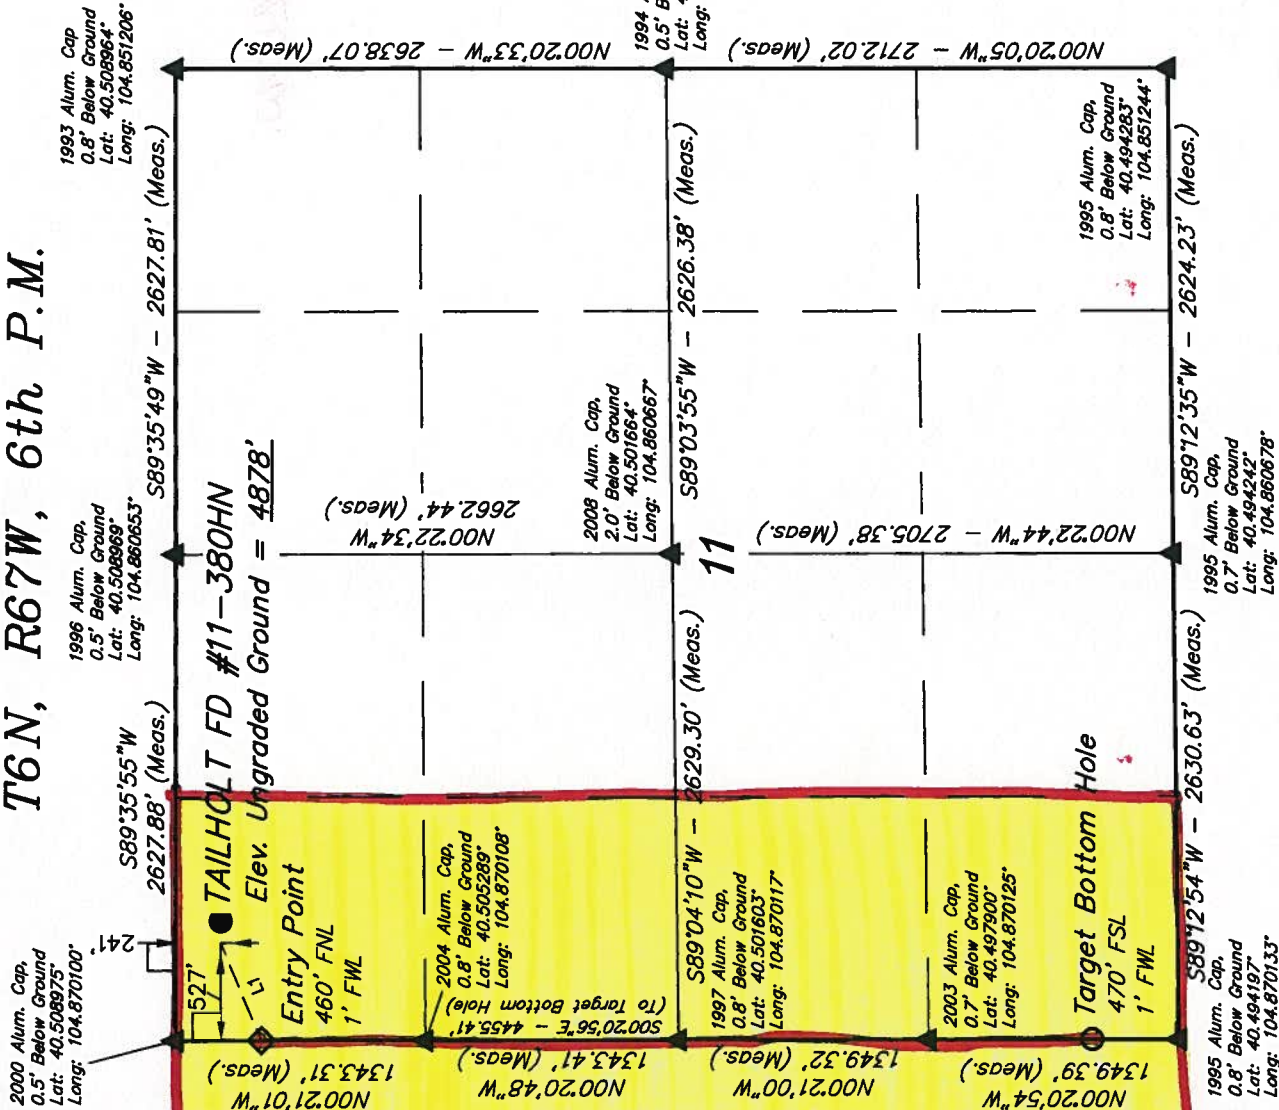 T6N, R67W, 6th P.M.
2000 Alum. Cap,
0.5' Below Ground
Lat: 40.508975°
Long: 104.870100°
241'
527'
S89°35'55"W
2627.88' (Meas.)
1996 Alum. Cap,
0.5' Below Ground
Lat: 40.508969°
Long: 104.860653°
S89°35'49"W – 2627.81' (Meas.)
1993 Alum. Cap
0.8' Below Ground
Lat: 40.508964°
Long: 104.851206°
TAILHOLT FD #11-380HN
Elev. Ungraded Ground = 4878'
L1
Entry Point
460' FNL
1' FWL
N00°21'01"W
1343.31' (Meas.)
N00°22'34"W
2662.44' (Meas.)
N00°20'33"W – 2638.07' (Meas.)
2004 Alum. Cap,
0.8' Below Ground
Lat: 40.505289°
Long: 104.870108°
S00°20'56"E – 4455.41'
(To Target Bottom Hole)
N00°20'48"W
1343.41' (Meas.)
2008 Alum. Cap,
2.0' Below Ground
Lat: 40.501664°
Long: 104.860667°
1994
0.5' B
Lat: 4
Long:
S89°04'10"W – 2629.30' (Meas.)
S89°03'55"W – 2626.38' (Meas.)
11
1997 Alum. Cap,
0.8' Below Ground
Lat: 40.501603°
Long: 104.870117°
N00°21'00"W
1349.32' (Meas.)
N00°22'44"W – 2705.38' (Meas.)
N00°20'05"W – 2712.02' (Meas.)
2003 Alum. Cap,
0.7' Below Ground
Lat: 40.497900°
Long: 104.870125°
Target Bottom Hole
470' FSL
1' FWL
N00°20'54"W
1349.39' (Meas.)
1995 Alum. Cap,
0.8' Below Ground
Lat: 40.494283°
Long: 104.851244°
S89°12'54"W – 2630.63' (Meas.)
S89°12'35"W – 2624.23' (Meas.)
1995 Alum. Cap,
0.8' Below Ground
Lat: 40.494197°
Long: 104.870133°
1995 Alum. Cap,
0.7' Below Ground
Lat: 40.494242°
Long: 104.860678°